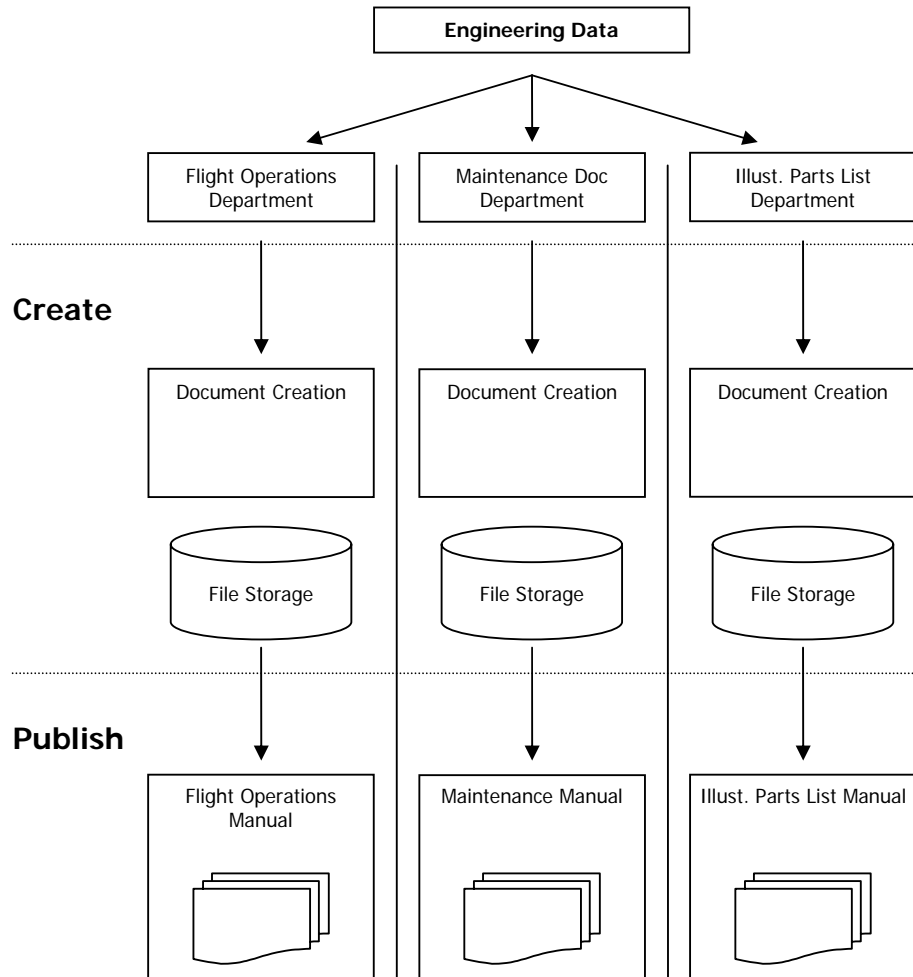 Engineering Data
Flight Operations
Department
Maintenance Doc
Department
Illust. Parts List
Department
Create
Document Creation
Document Creation
Document Creation
File Storage
File Storage
File Storage
Publish
Flight Operations
Manual
Maintenance Manual
Illust. Parts List Manual